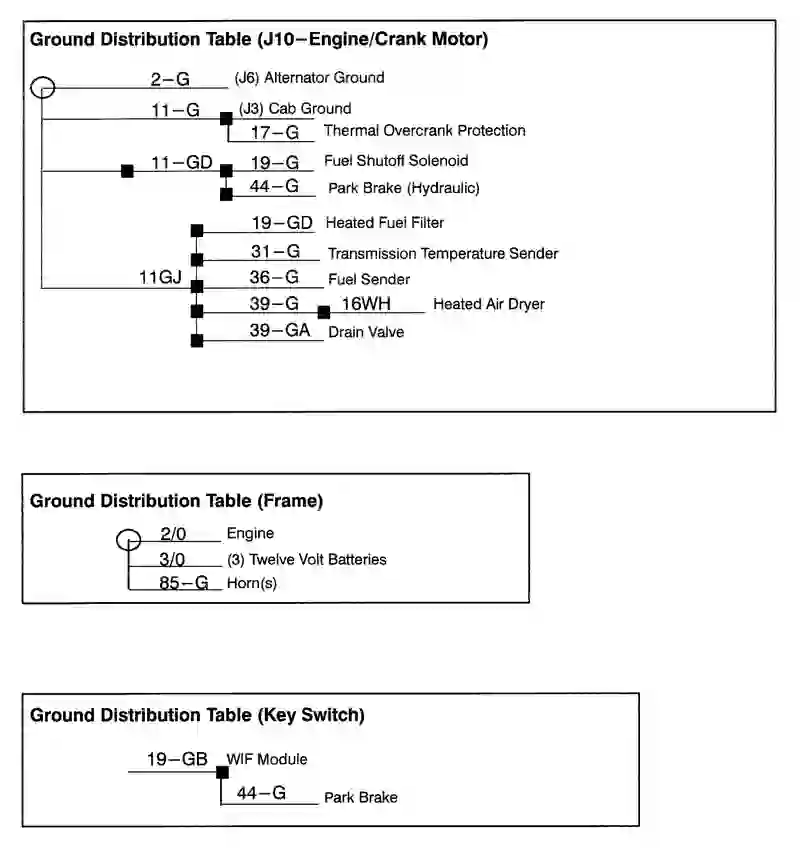 Ground Distribution Table (J10-Engine/Crank Motor)
2-G (J6) Alternator Ground
11-G (J3) Cab Ground
17-G Thermal Overcrank Protection
11-GD 19-G Fuel Shutoff Solenoid
44-G Park Brake (Hydraulic)
19-GD Heated Fuel Filter
31-G Transmission Temperature Sender
11GJ 36-G Fuel Sender
39-G 16WH Heated Air Dryer
39-GA Drain Valve
Ground Distribution Table (Frame)
2/0 Engine
3/0 (3) Twelve Volt Batteries
85-G Horn(s)
Ground Distribution Table (Key Switch)
19-GB WIF Module
44-G Park Brake